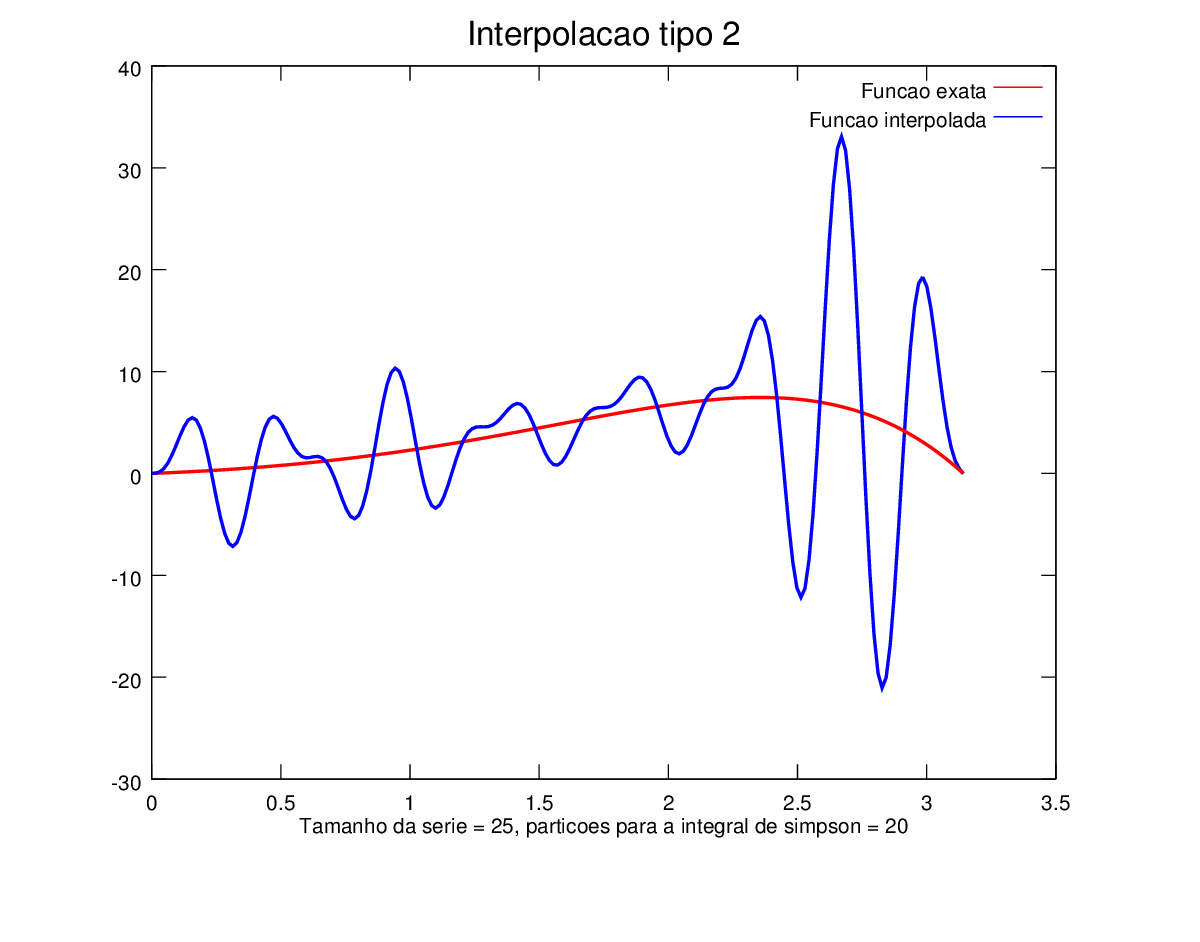 Interpolacao tipo 2
Funcao exata
Funcao interpolada
40
30
20
10
0
-10
-20
-30
0 0.5 1 1.5 2 2.5 3 3.5
Tamanho da serie = 25, particoes para a integral de simpson = 20